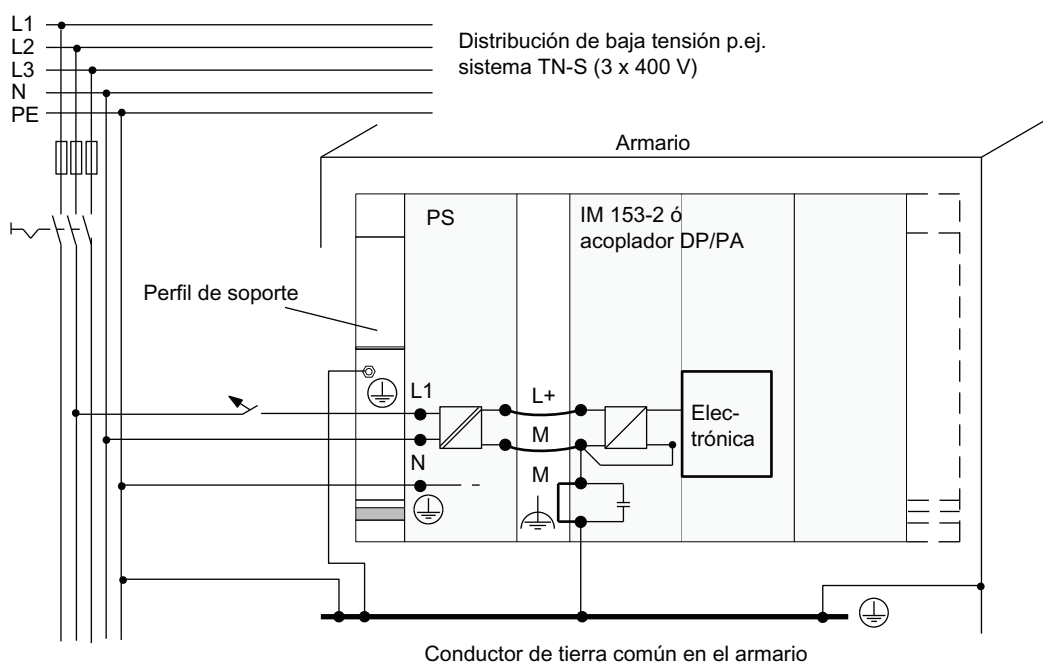 L1
L2
L3
N
PE
Distribución de baja tensión p.ej.
sistema TN-S (3 x 400 V)
Armario
PS
IM 153-2 ó
acoplador DP/PA
Perfil de soporte
L1
L+
Elec-
trónica
M
N
M
Conductor de tierra común en el armario